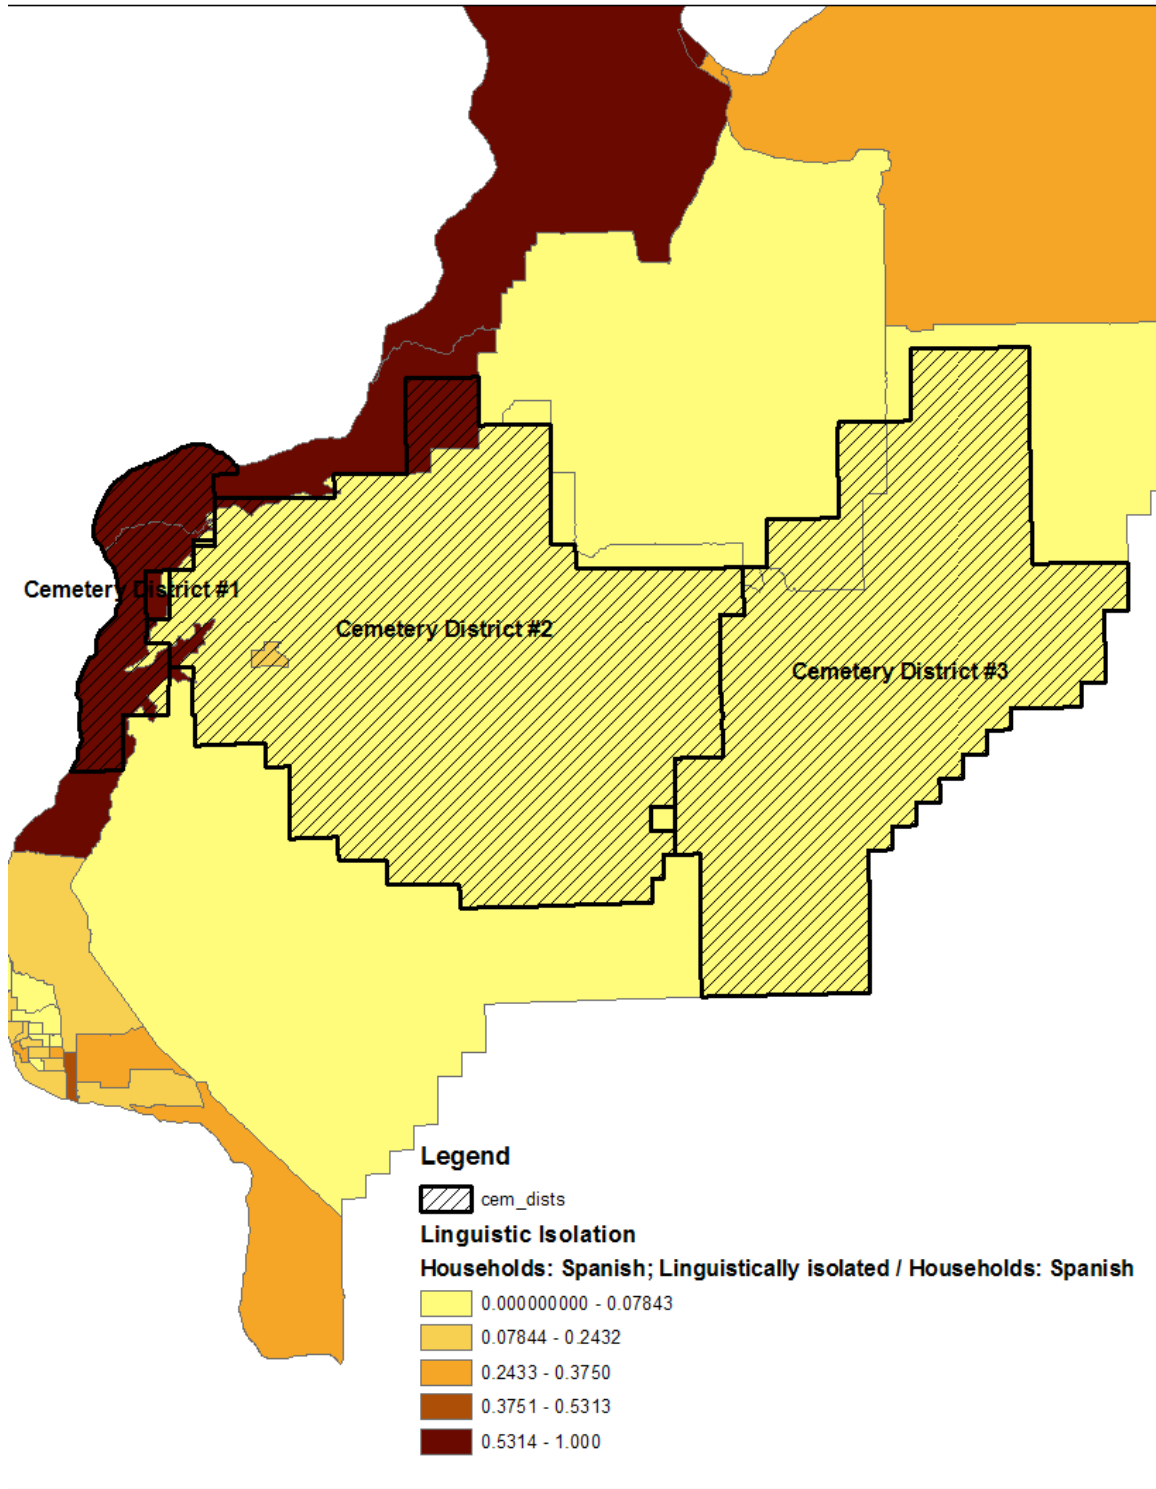 Cemetery District #1
Cemetery District #2
Cemetery District #3
Legend
cem_dists
Linguistic Isolation
Households: Spanish; Linguistically isolated / Households: Spanish
0.000000000 - 0.07843
0.07844 - 0.2432
0.2433 - 0.3750
0.3751 - 0.5313
0.5314 - 1.000